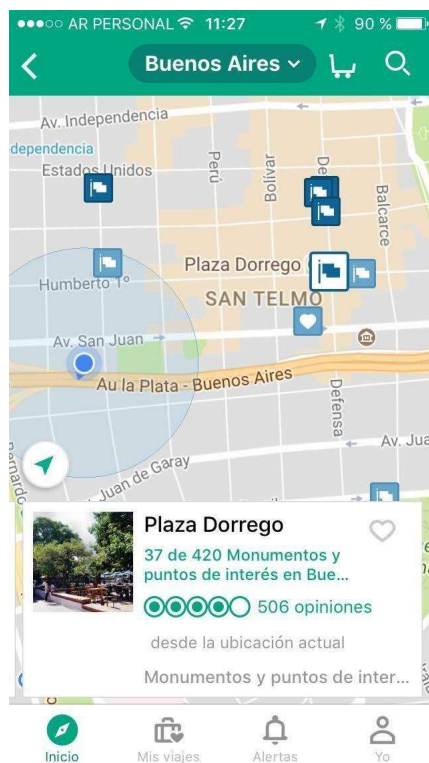 AR PERSONAL 11:27 90 %
Buenos Aires
Av. Independencia
dependencia
Estados Unidos
Perú
Bolívar
De
Balcarce
Plaza Dorrego
Humberto 1º
SAN TELMO
Av. San Juan
Au la Plata - Buenos Aires
Defensa
Av. Jua
Juan de Garay
Plaza Dorrego
37 de 420 Monumentos y
puntos de interés en Bue...
506 opiniones
desde la ubicación actual
Monumentos y puntos de inter...
Inicio
Mis viajes
Alertas
Yo